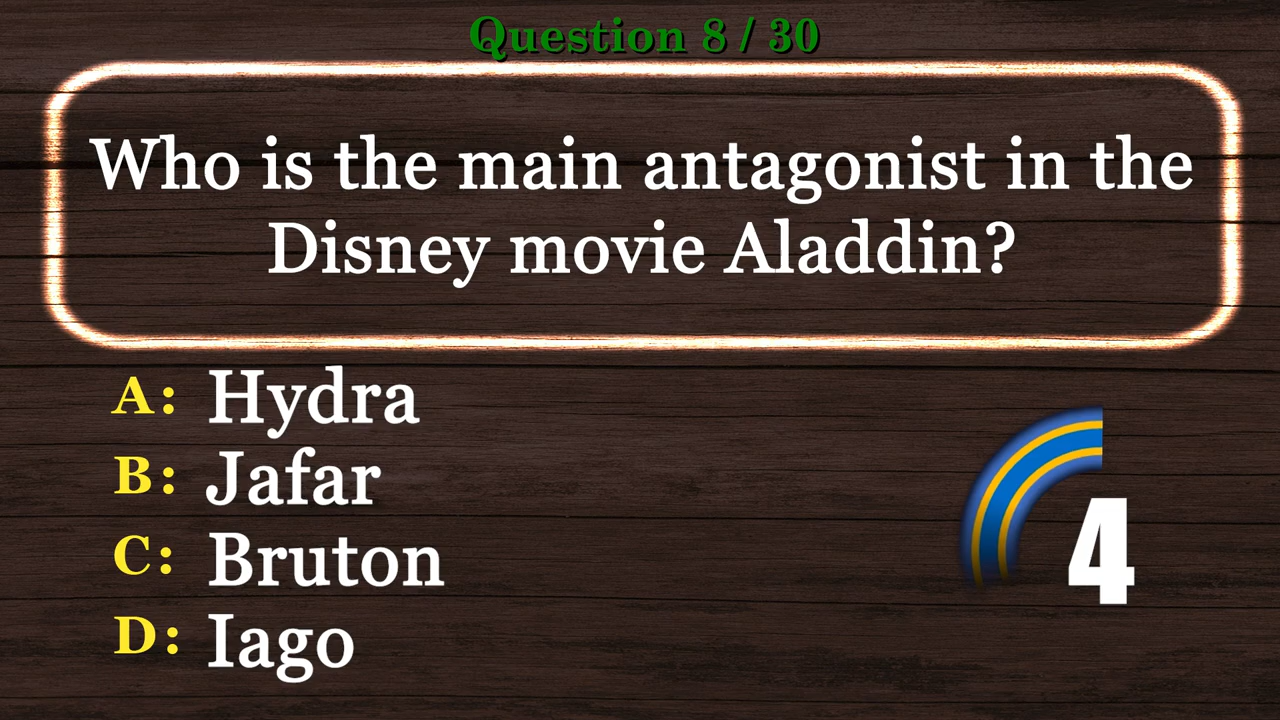 Question 8 / 30
Who is the main antagonist in the
Disney movie Aladdin?
A: Hydra
B: Jafar
C: Bruton
D: Iago
4